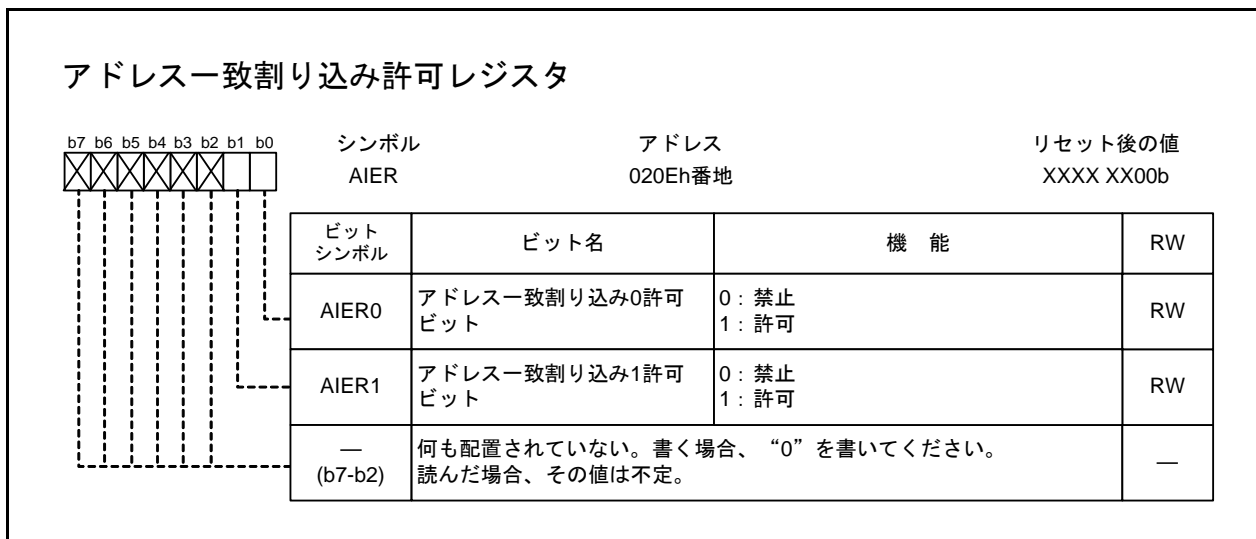 アドレス一致割り込み許可レジスタ
b7 b6 b5 b4 b3 b2 b1 b0
シンボル アドレス リセット後の値
AIER 020Eh番地 XXXX XX00b
ビット
シンボル
ビット名
機　能
RW
AIER0
アドレス一致割り込み0許可
ビット
0：禁止
1：許可
RW
AIER1
アドレス一致割り込み1許可
ビット
0：禁止
1：許可
RW
—
(b7-b2)
何も配置されていない。書く場合、“0”を書いてください。
読んだ場合、その値は不定。
—